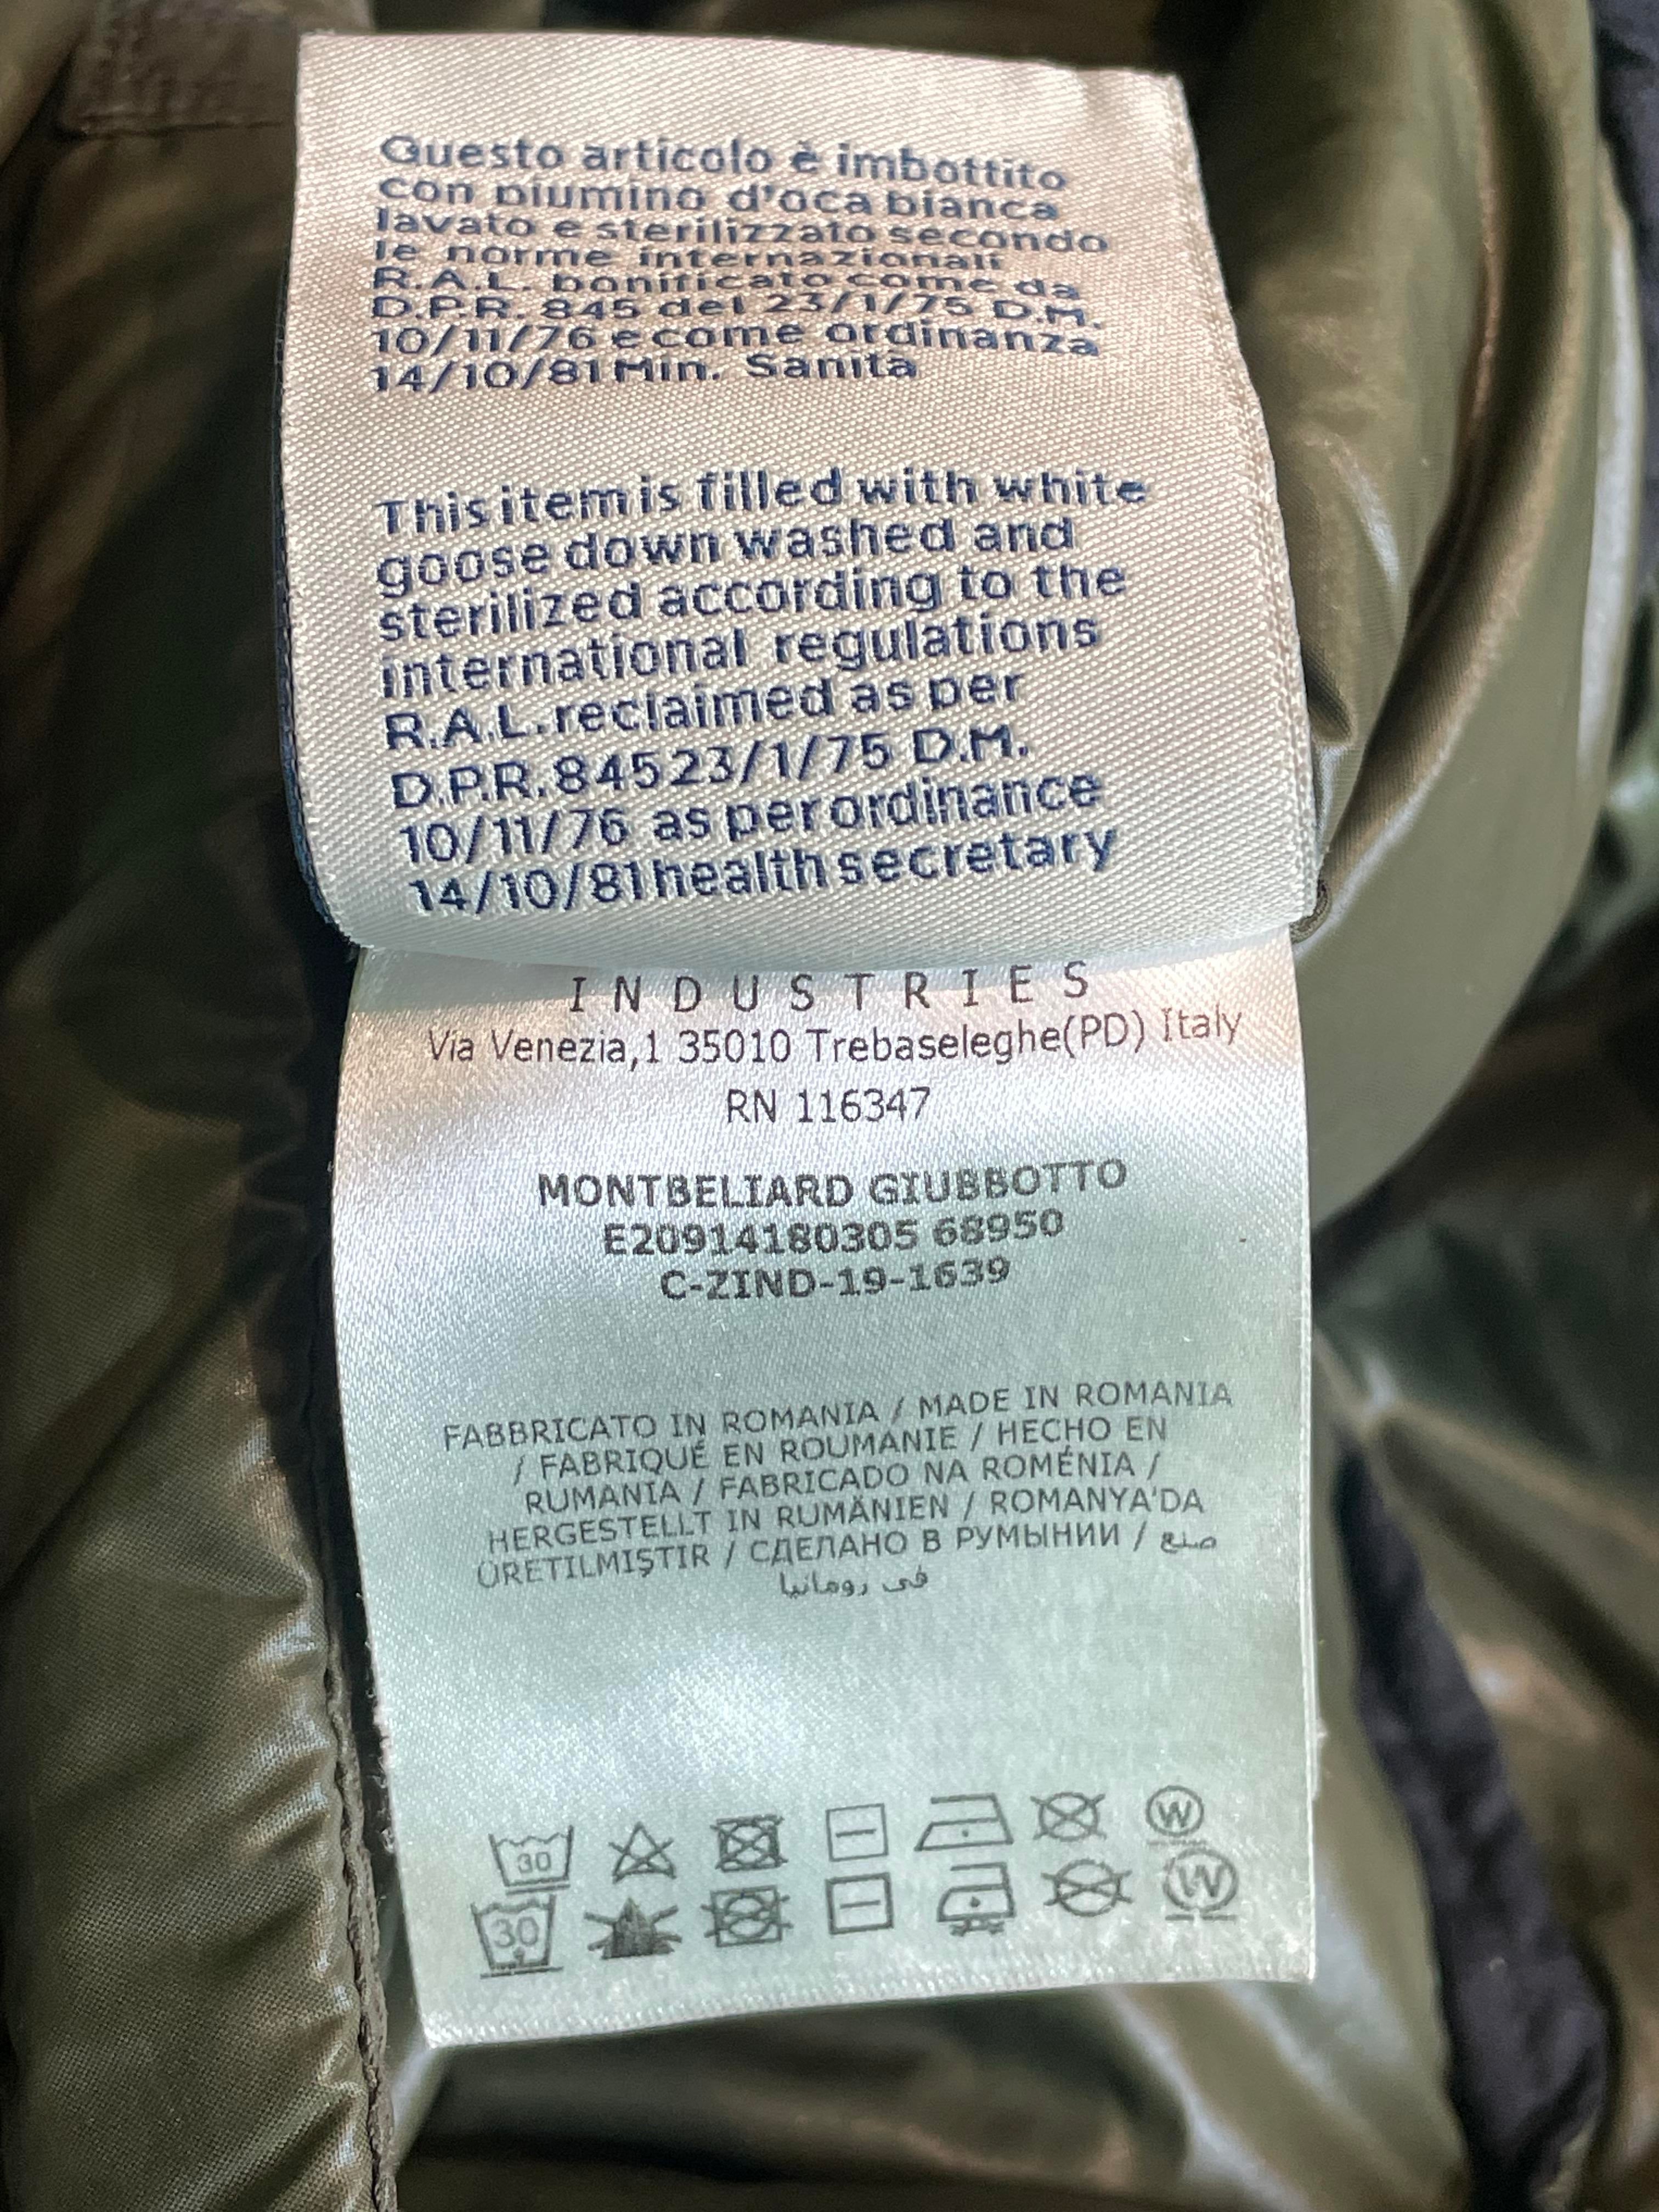 Questo articolo è imbottito
con piumino d'oca bianca
lavato e sterilizzato secondo
le norme internazionali
R.A.L. bonificato come da
D.P.R. 845 del 23/1/75 D.M.
10/11/76 e come ordinanza
14/10/81 Min. Sanità
This item is filled with white
goose down washed and
sterilized according to the
international regulations
R.A.L. reclaimed as per
D.P.R. 845 23/1/75 D.M.
10/11/76 as per ordinance
14/10/81 health secretary
INDUSTRIES
Via Venezia,1 35010 Trebaseleghe(PD) Italy
RN 116347
MONTBELIARD GIUBBOTTO
E20914180305 68950
C-ZIND-19-1639
FABBRICATO IN ROMANIA / MADE IN ROMANIA
/ FABRIQUÉ EN ROUMANIE / HECHO EN
RUMANIA / FABRICADO NA ROMÉNIA /
HERGESTELLT IN RUMÄNIEN / ROMANYA'DA
ÜRETILMIŞTIR / СДЕЛАНО В РУМЫНИИ / صنع
في رومانيا
30 W
30 W